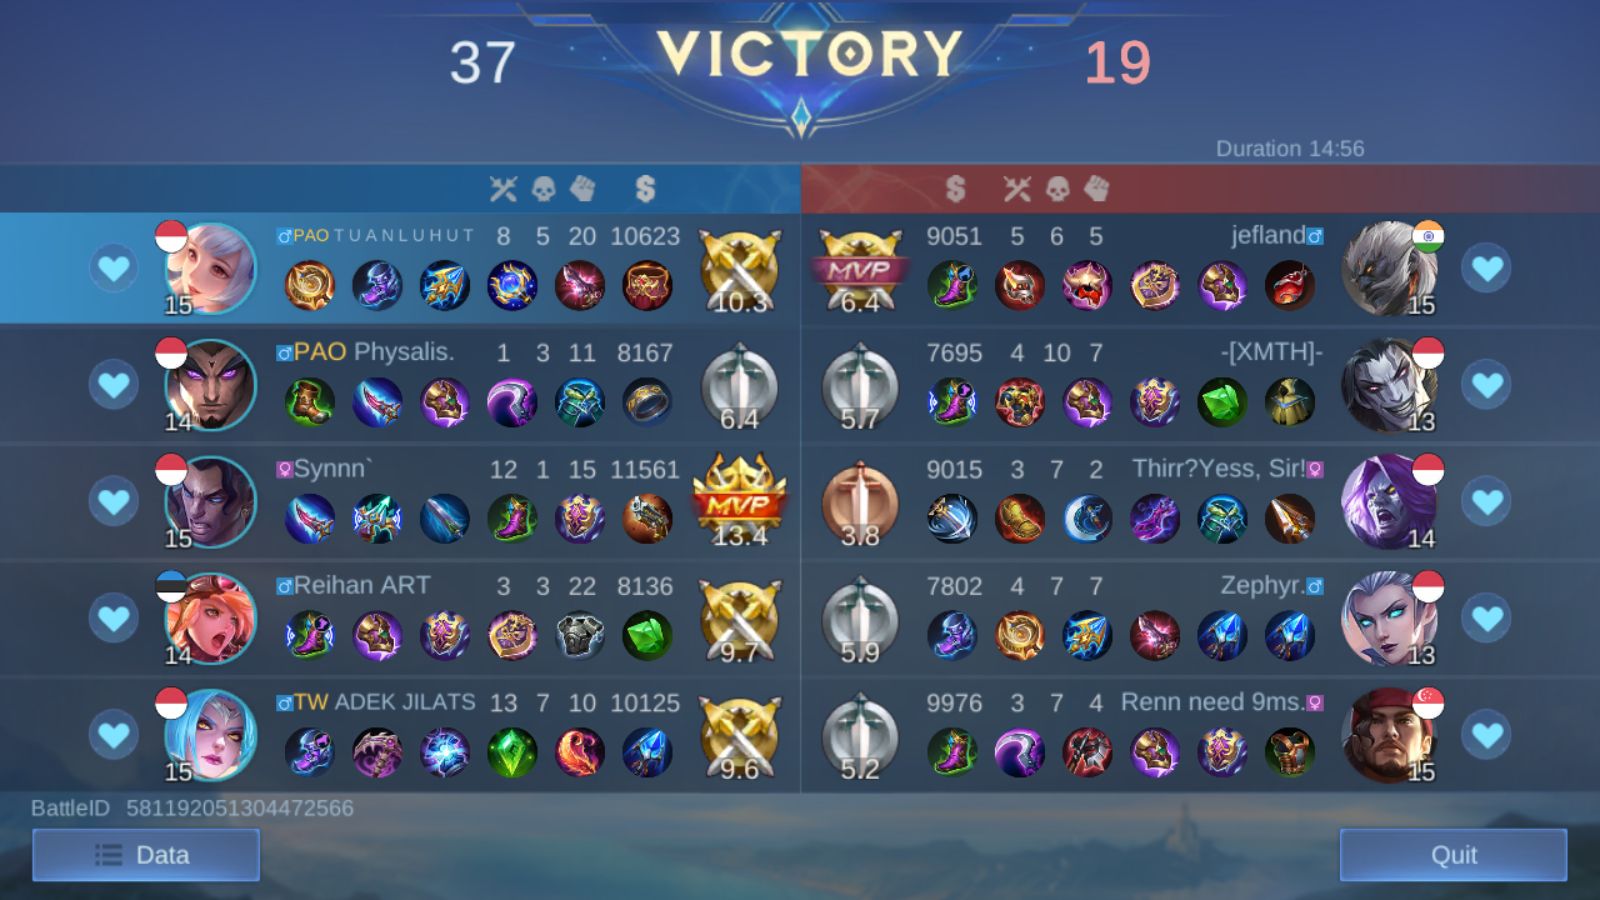 37 VICTORY 19
Duration 14:56
PAO TUANLUHUT 8 5 20 10623 10.3 15
MVP 6.4 9051 5 6 5 jefland 15
PAO Physalis. 1 3 11 8167 6.4 14
5.7 7695 4 10 7 -[XMTH]- 13
Synnn` 12 1 15 11561 MVP 13.4 15
3.8 9015 3 7 2 Thirr?Yess, Sir! 14
Reihan ART 3 3 22 8136 9.7 14
5.9 7802 4 7 7 Zephyr. 13
TW ADEK JILATS 13 7 10 10125 9.6 15
5.2 9976 3 7 4 Renn need 9ms. 15
BattleID 581192051304472566
Data
Quit